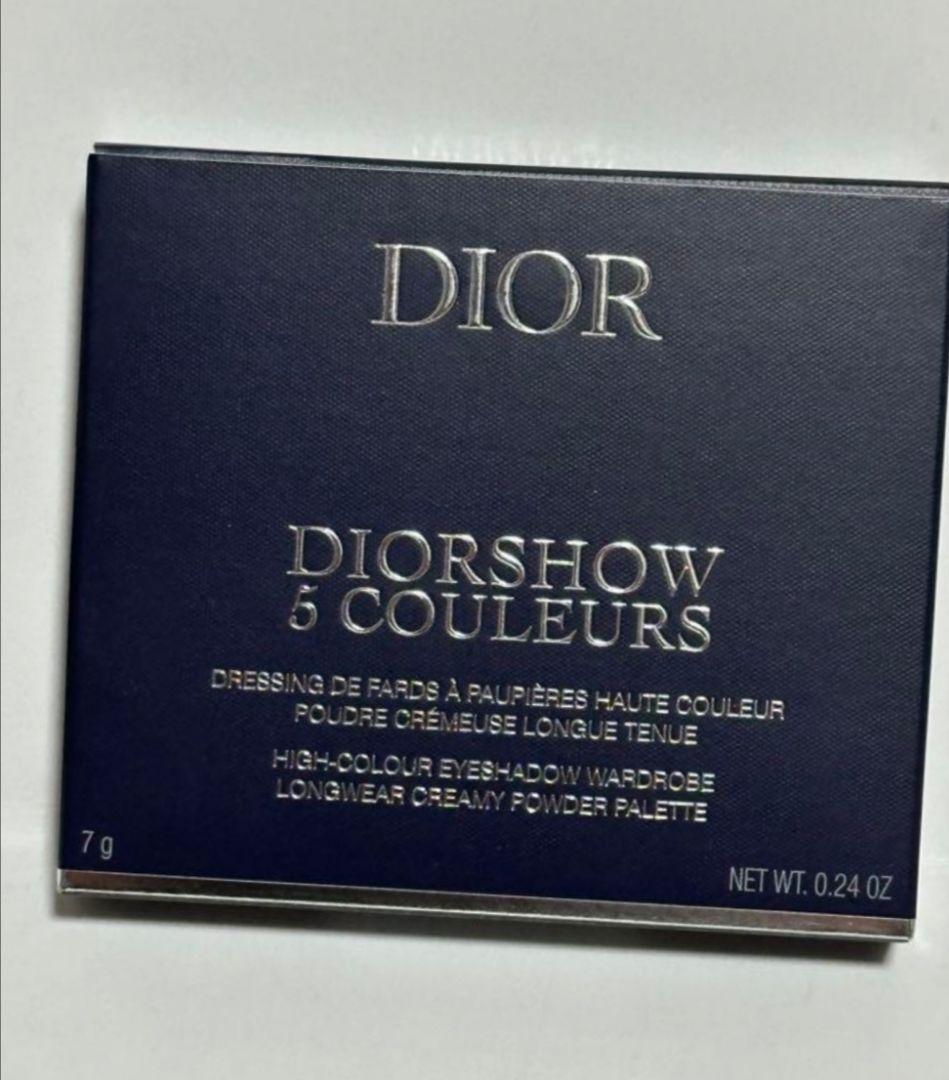 DIOR
DIORSHOW
5 COULEURS
DRESSING DE FARDS À PAUPIÈRES HAUTE COULEUR
POUDRE CRÉMEUSE LONGUE TENUE
HIGH-COLOUR EYESHADOW WARDROBE
LONGWEAR CREAMY POWDER PALETTE
7 g
NET WT. 0.24 OZ